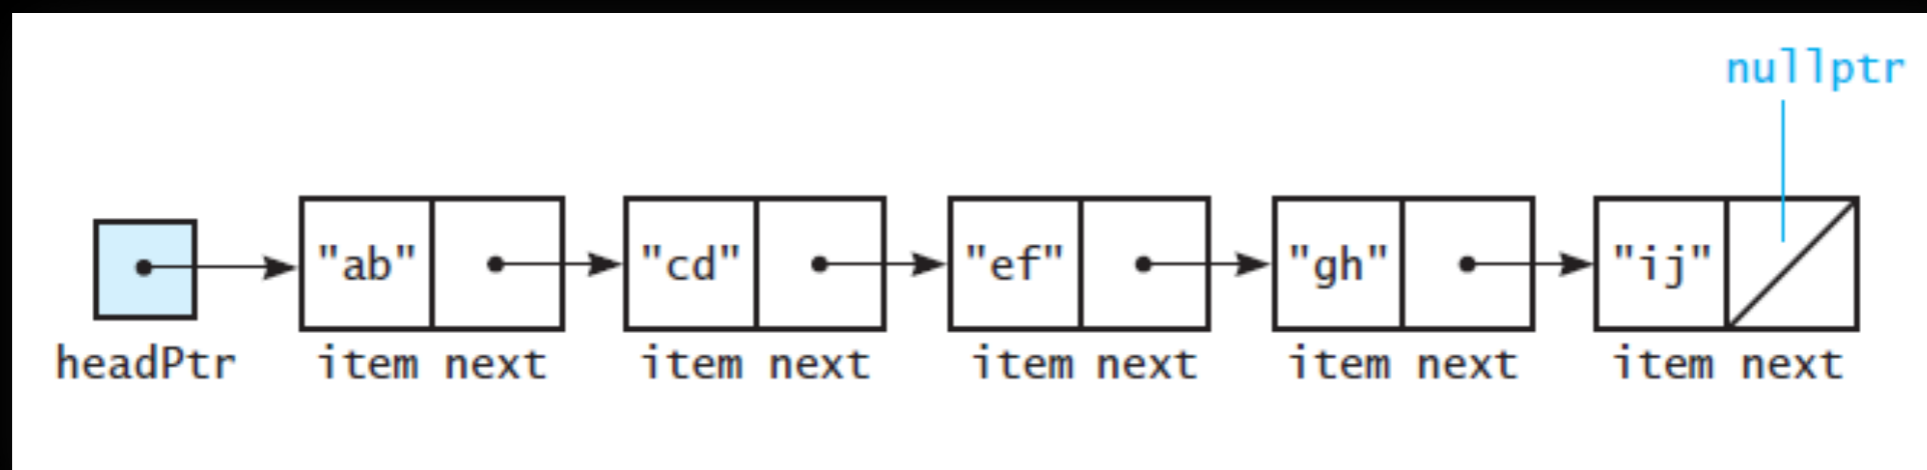 nullptr
"ab" "cd" "ef" "gh" "ij"
headPtr item next item next item next item next item next